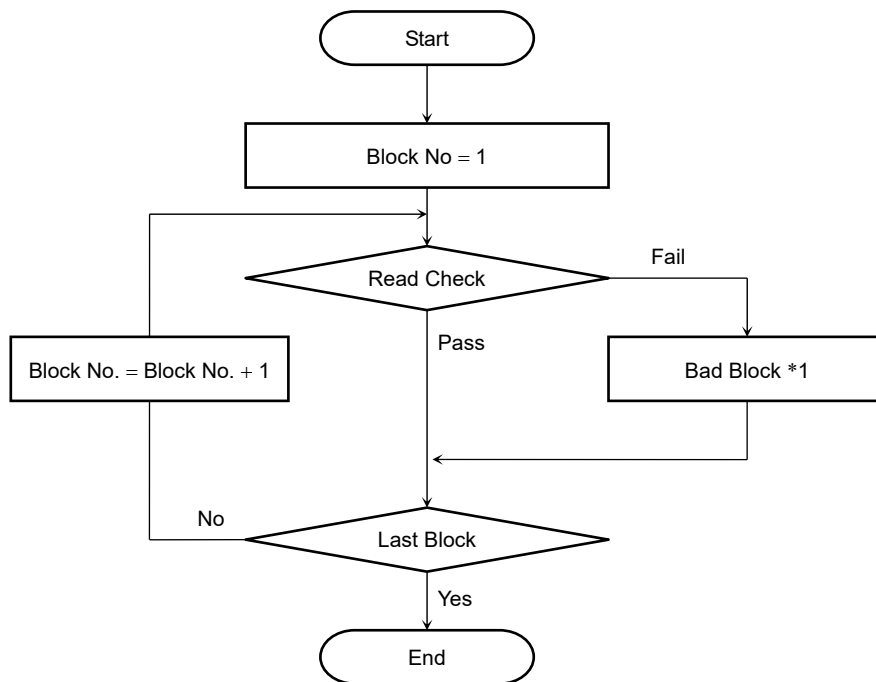 Start
Block No = 1
Read Check
Fail
Pass
Block No. = Block No. + 1
Bad Block *1
No
Last Block
Yes
End